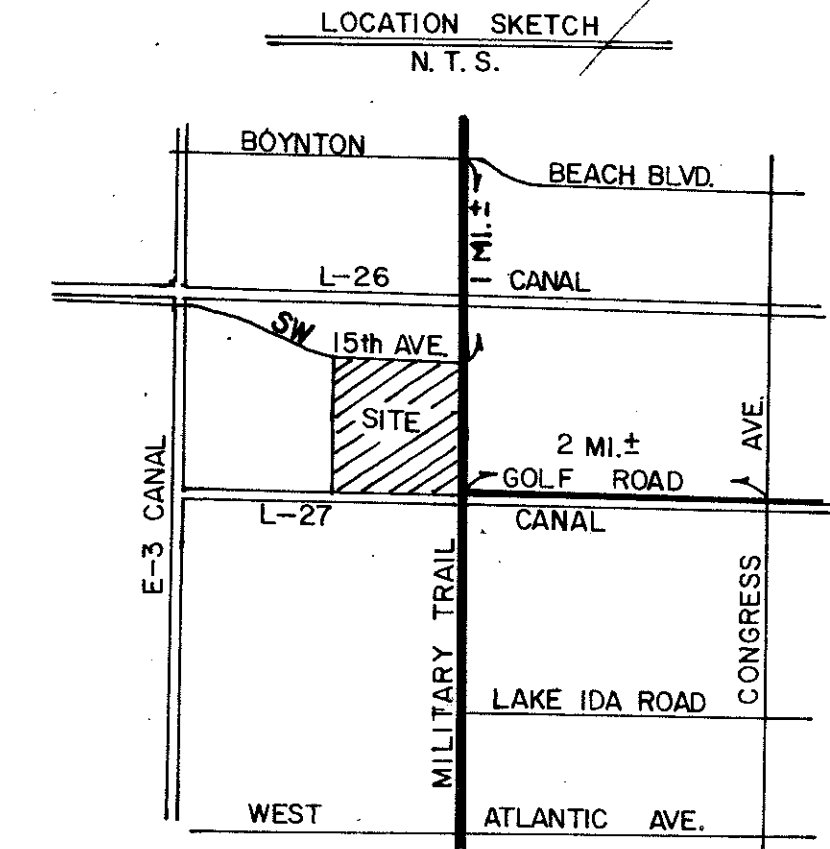 LOCATION SKETCH
N. T. S.
BOYNTON
BEACH BLVD.
1 MI.±
L-26
CANAL
SW
15th AVE.
SITE
2 MI.±
GOLF ROAD
L-27
CANAL
E-3 CANAL
MILITARY TRAIL
CONGRESS AVE.
LAKE IDA ROAD
WEST
ATLANTIC AVE.